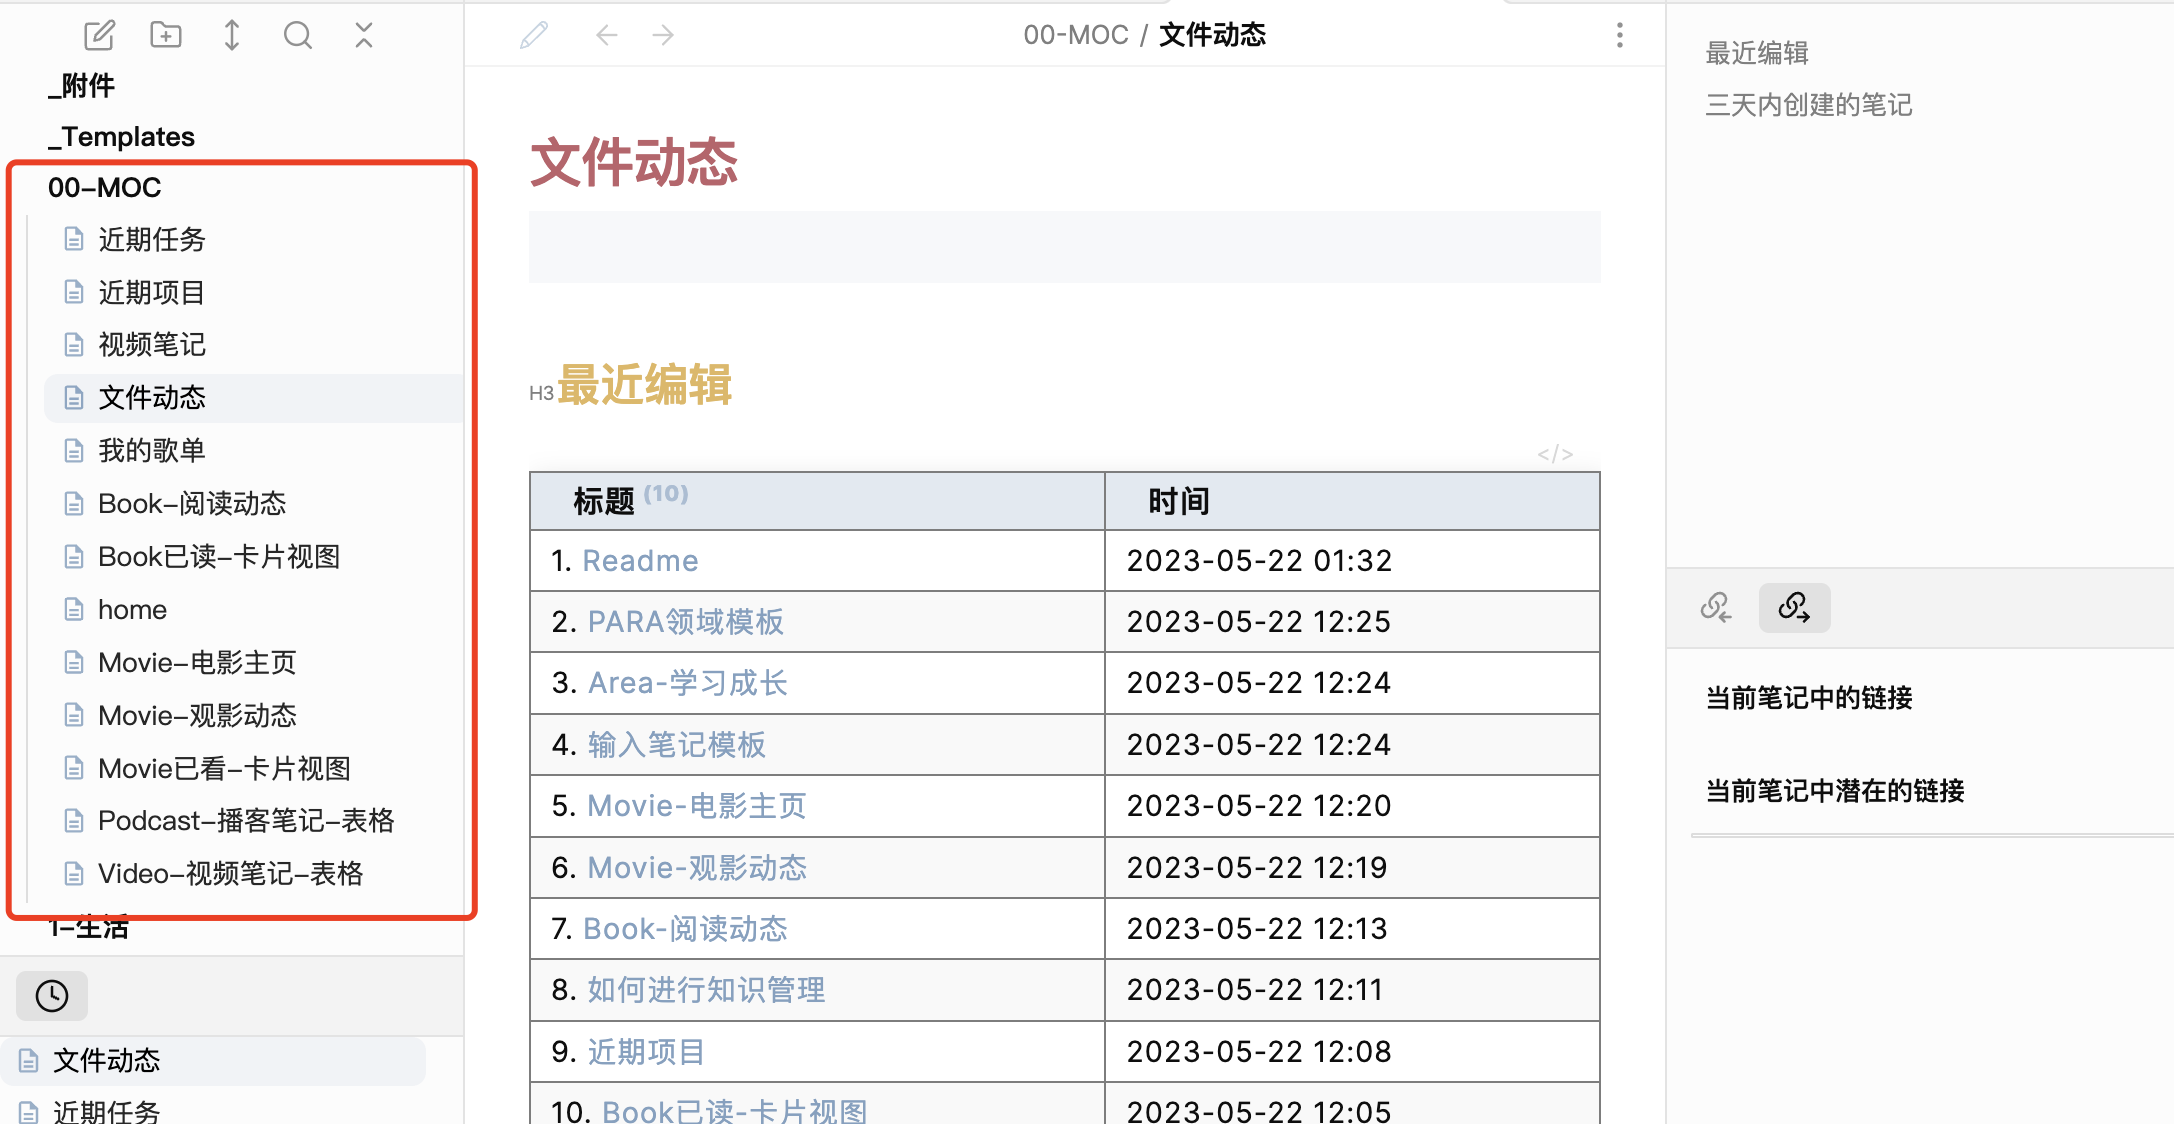 _附件
_Templates
00-MOC
近期任务
近期项目
视频笔记
文件动态
我的歌单
Book-阅读动态
Book已读-卡片视图
home
Movie-电影主页
Movie-观影动态
Movie已看-卡片视图
Podcast-播客笔记-表格
Video-视频笔记-表格
1-生活
文件动态
近期任务
00-MOC / 文件动态
文件动态
H3最近编辑
</>
标题 (10) 时间
1. Readme 2023-05-22 01:32
2. PARA领域模板 2023-05-22 12:25
3. Area-学习成长 2023-05-22 12:24
4. 输入笔记模板 2023-05-22 12:24
5. Movie-电影主页 2023-05-22 12:20
6. Movie-观影动态 2023-05-22 12:19
7. Book-阅读动态 2023-05-22 12:13
8. 如何进行知识管理 2023-05-22 12:11
9. 近期项目 2023-05-22 12:08
10. Book已读-卡片视图 2023-05-22 12:05
最近编辑
三天内创建的笔记
当前笔记中的链接
当前笔记中潜在的链接